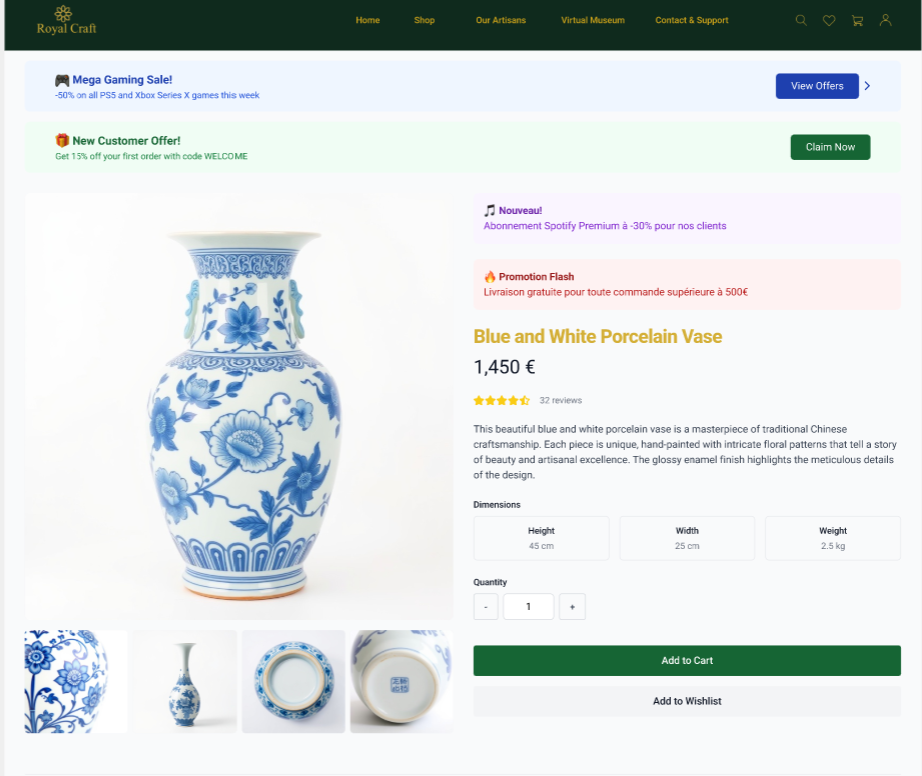 Royal Craft
Home
Shop
Our Artisans
Virtual Museum
Contact & Support
🎮 Mega Gaming Sale!
-50% on all PS5 and Xbox Series X games this week
View Offers
🎁 New Customer Offer!
Get 15% off your first order with code WELCOME
Claim Now
🎵 Nouveau!
Abonnement Spotify Premium à -30% pour nos clients
🔥 Promotion Flash
Livraison gratuite pour toute commande supérieure à 500€
Blue and White Porcelain Vase
1,450 €
32 reviews
This beautiful blue and white porcelain vase is a masterpiece of traditional Chinese
craftsmanship. Each piece is unique, hand-painted with intricate floral patterns that tell a story
of beauty and artisanal excellence. The glossy enamel finish highlights the meticulous details
of the design.
Dimensions
Height
45 cm
Width
25 cm
Weight
2.5 kg
Quantity
-
1
+
Add to Cart
Add to Wishlist